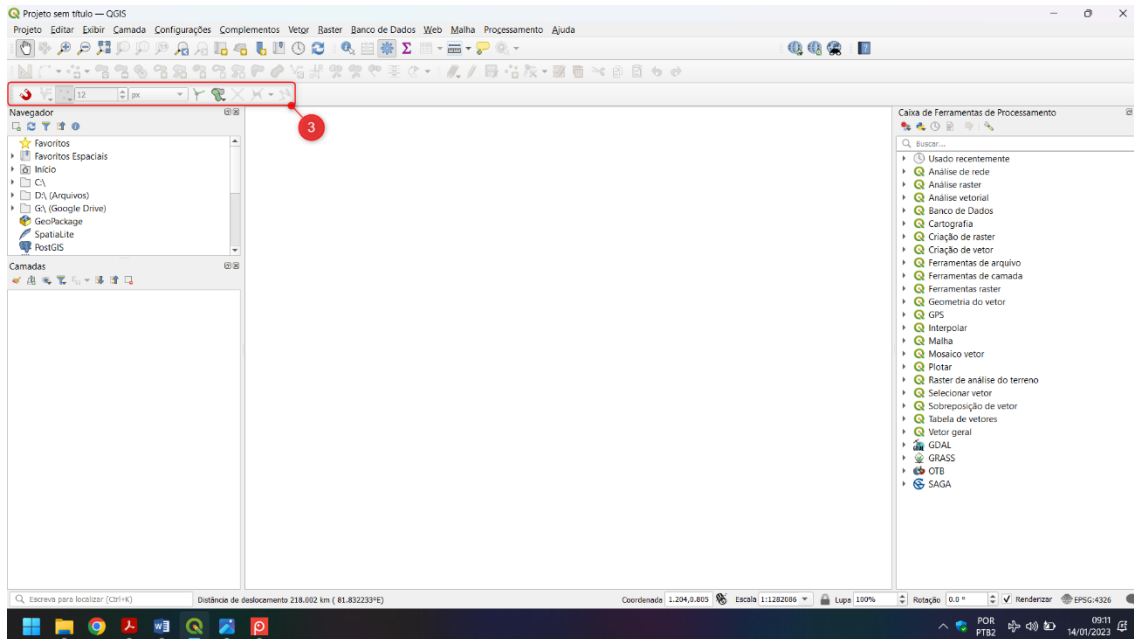 Projeto sem título — QGIS
Projeto Editar Exibir Camada Configurações Complementos Vetor Raster Banco de Dados Web Malha Processamento Ajuda
12 px
3
Navegador
Favoritos
Favoritos Espaciais
Início
C:\
D:\ (Arquivos)
G:\ (Google Drive)
GeoPackage
SpatiaLite
PostGIS
Camadas
Caixa de Ferramentas de Processamento
Buscar...
Usado recentemente
Análise de rede
Análise raster
Análise vetorial
Banco de Dados
Cartografia
Criação de raster
Criação de vetor
Ferramentas de arquivo
Ferramentas de camada
Ferramentas raster
Geometria do vetor
GPS
Interpolar
Malha
Mosaico vetor
Plotar
Raster de análise do terreno
Selecionar vetor
Sobreposição de vetor
Tabela de vetores
Vetor geral
GDAL
GRASS
OTB
SAGA
Escreva para localizar (Ctrl+K) Distância de deslocamento 218.002 km ( 81.832233°E) Coordenada 1.204,0.805 Escala 1:1282086 Lupa 100% Rotação 0.0 ° Renderizar EPSG:4326
POR 09:11
PTB2 14/01/2023